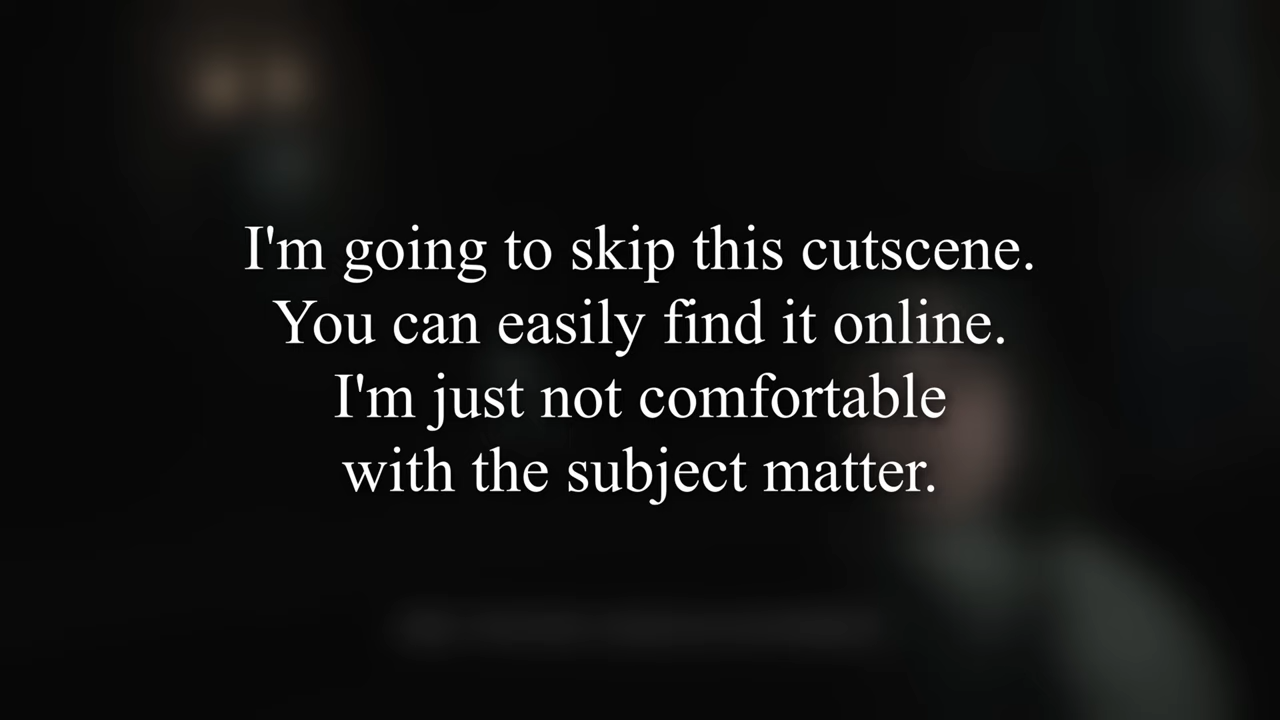 I'm going to skip this cutscene.
You can easily find it online.
I'm just not comfortable
with the subject matter.